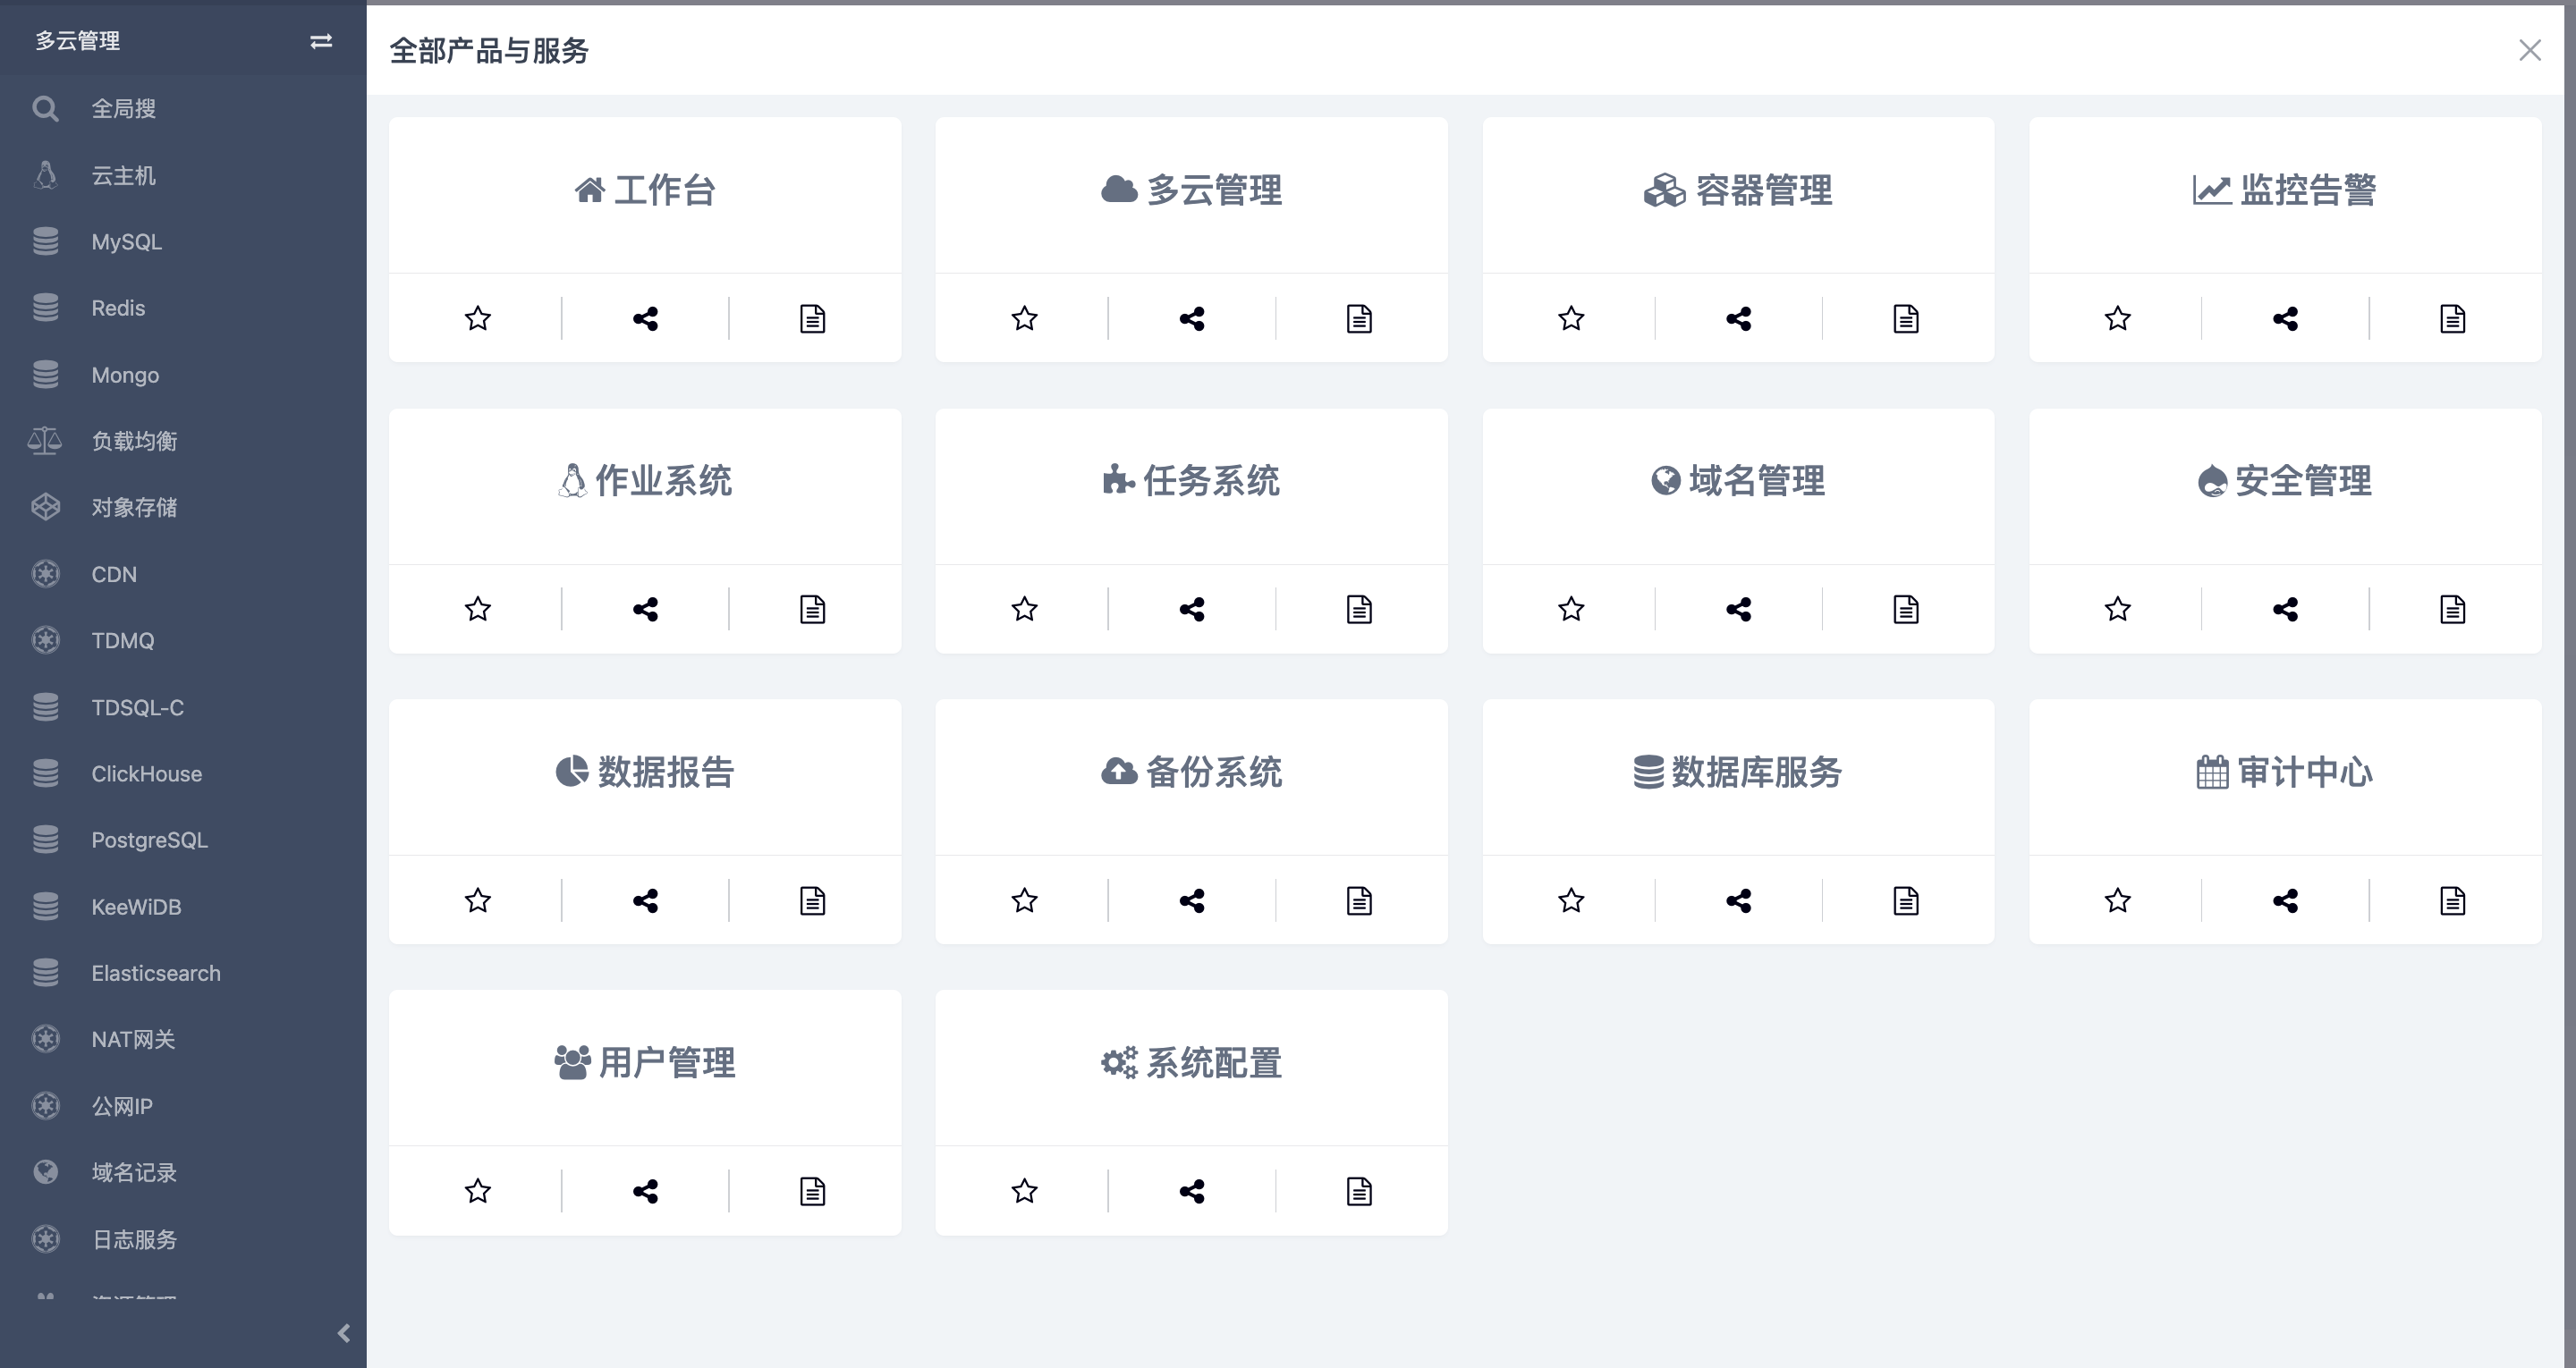 多云管理
全局搜
云主机
MySQL
Redis
Mongo
负载均衡
对象存储
CDN
TDMQ
TDSQL-C
ClickHouse
PostgreSQL
KeeWiDB
Elasticsearch
NAT网关
公网IP
域名记录
日志服务
全部产品与服务
工作台
多云管理
容器管理
监控告警
作业系统
任务系统
域名管理
安全管理
数据报告
备份系统
数据库服务
审计中心
用户管理
系统配置